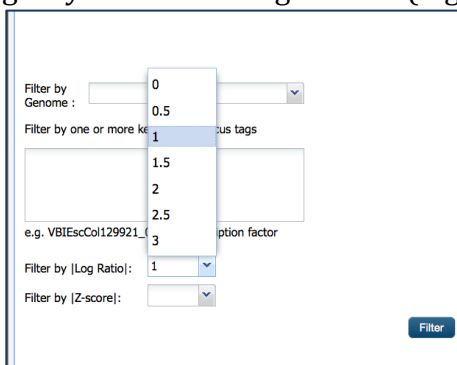 Filter by
Genome :
0
0.5
Filter by one or more
cus tags
1
1.5
2
2.5
e.g. VBIEscCol129921_
ption factor
3
Filter by |Log Ratio|:
1
Filter by |Z-score|:
Filter